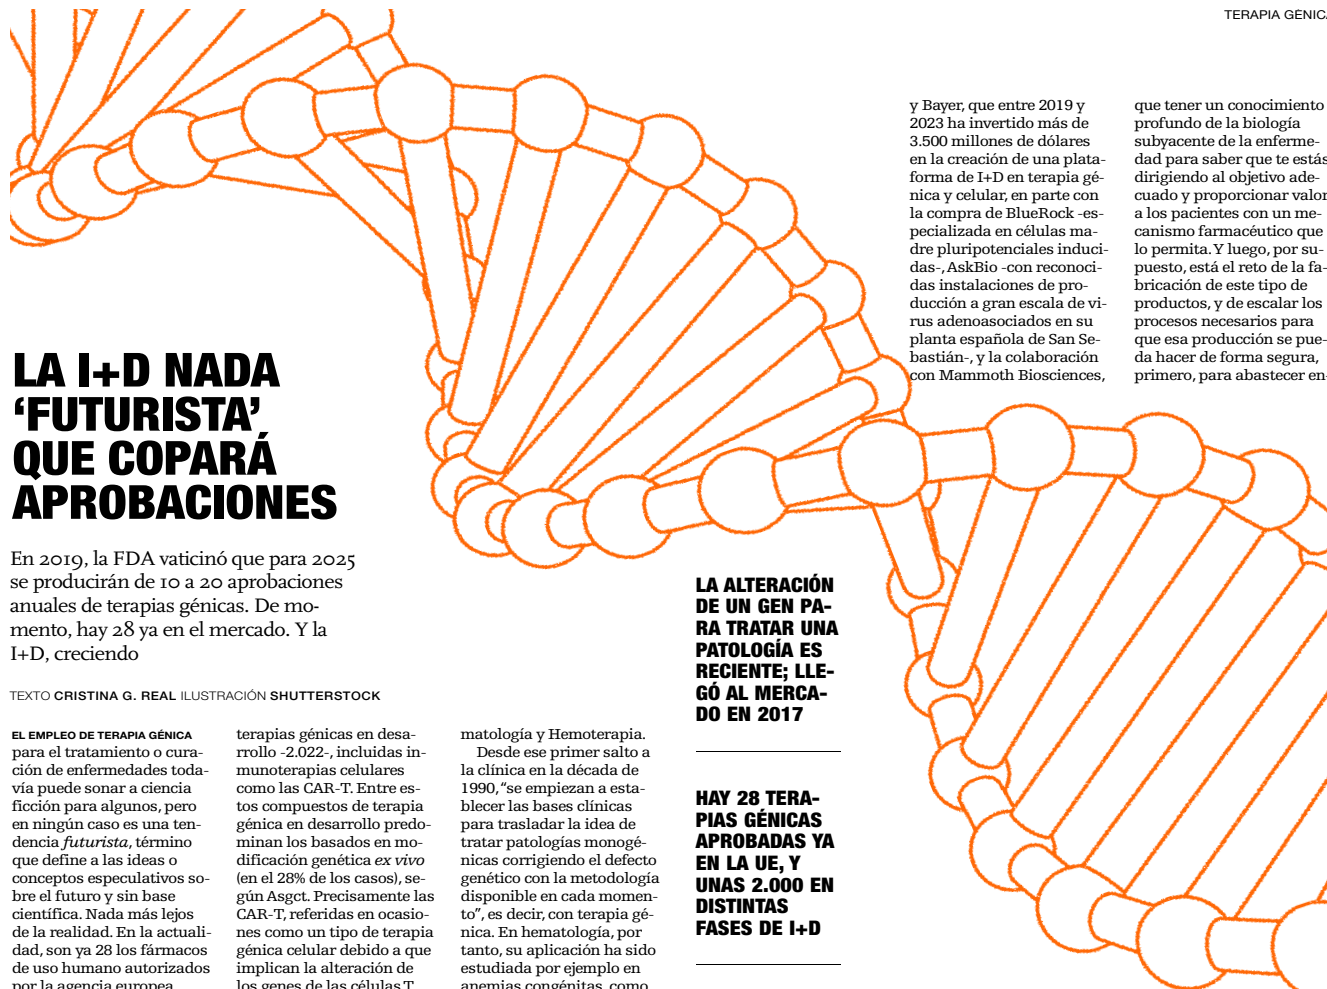 TERAPIA GÉNICA
LA I+D NADA
‘FUTURISTA’
QUE COPARÁ
APROBACIONES
En 2019, la FDA vaticinó que para 2025
se producirán de 10 a 20 aprobaciones
anuales de terapias génicas. De mo-
mento, hay 28 ya en el mercado. Y la
I+D, creciendo
TEXTO CRISTINA G. REAL ILUSTRACIÓN SHUTTERSTOCK
EL EMPLEO DE TERAPIA GÉNICA
para el tratamiento o cura-
ción de enfermedades toda-
vía puede sonar a ciencia
ficción para algunos, pero
en ningún caso es una ten-
dencia futurista, término
que define a las ideas o
conceptos especulativos so-
bre el futuro y sin base
científica. Nada más lejos
de la realidad. En la actuali-
dad, son ya 28 los fármacos
de uso humano autorizados
por la agencia europea
terapias génicas en desa-
rrollo -2.022-, incluidas in-
munoterapias celulares
como las CAR-T. Entre es-
tos compuestos de terapia
génica en desarrollo predo-
minan los basados en mo-
dificación genética ex vivo
(en el 28% de los casos), se-
gún Asgct. Precisamente las
CAR-T, referidas en ocasio-
nes como un tipo de terapia
génica celular debido a que
implican la alteración de
los genes de las células T
matología y Hemoterapia.
Desde ese primer salto a
la clínica en la década de
1990, “se empiezan a esta-
blecer las bases clínicas
para trasladar la idea de
tratar patologías monogé-
nicas corrigiendo el defecto
genético con la metodología
disponible en cada momen-
to”, es decir, con terapia gé-
nica. En hematología, por
tanto, su aplicación ha sido
estudiada por ejemplo en
anemias congénitas, como
LA ALTERACIÓN
DE UN GEN PA-
RA TRATAR UNA
PATOLOGÍA ES
RECIENTE; LLE-
GÓ AL MERCA-
DO EN 2017
HAY 28 TERA-
PIAS GÉNICAS
APROBADAS YA
EN LA UE, Y
UNAS 2.000 EN
DISTINTAS
FASES DE I+D
y Bayer, que entre 2019 y
2023 ha invertido más de
3.500 millones de dólares
en la creación de una plata-
forma de I+D en terapia gé-
nica y celular, en parte con
la compra de BlueRock -es-
pecializada en células ma-
dre pluripotenciales induci-
das-, AskBio -con reconoci-
das instalaciones de pro-
ducción a gran escala de vi-
rus adenoasociados en su
planta española de San Se-
bastián-, y la colaboración
con Mammoth Biosciences,
que tener un conocimiento
profundo de la biología
subyacente de la enferme-
dad para saber que te estás
dirigiendo al objetivo ade-
cuado y proporcionar valor
a los pacientes con un me-
canismo farmacéutico que
lo permita. Y luego, por su-
puesto, está el reto de la fa-
bricación de este tipo de
productos, y de escalar los
procesos necesarios para
que esa producción se pue-
da hacer de forma segura,
primero, para abastecer en-